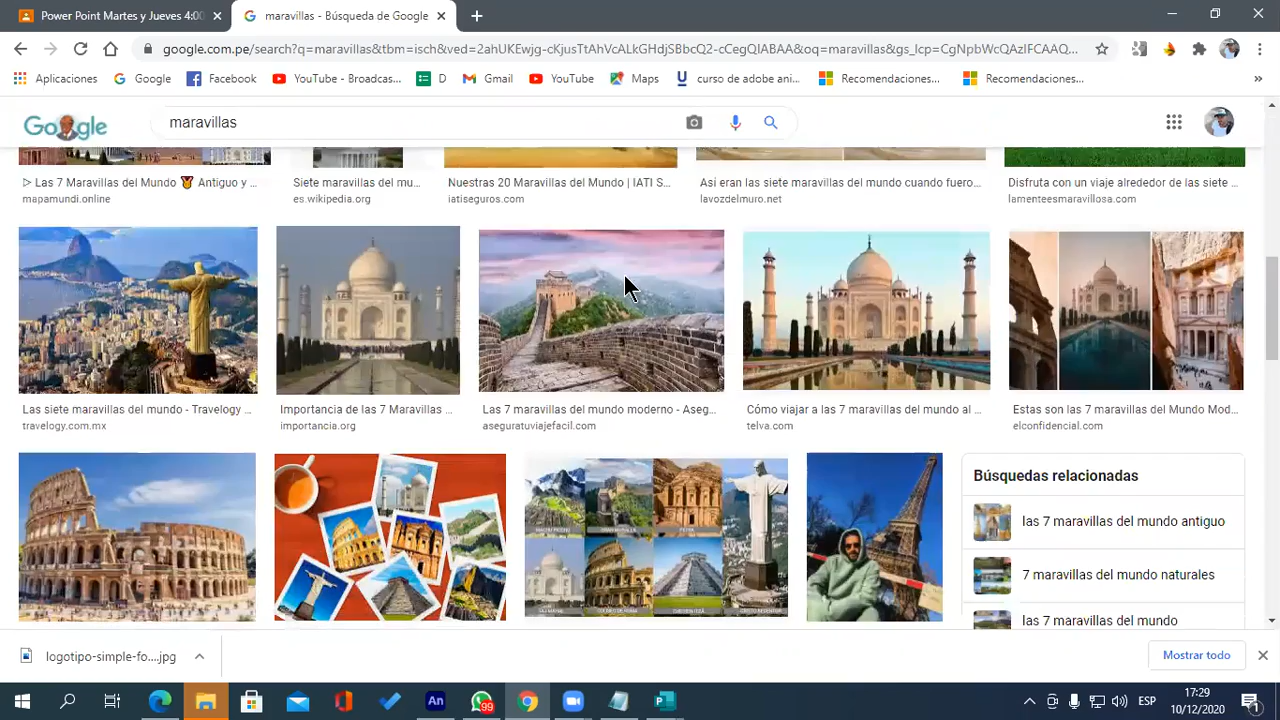 Power Point Martes y Jueves 4:00
maravillas - Búsqueda de Google
google.com.pe/search?q=maravillas&tbm=isch&ved=2ahUKEwjg-cKjusTtAhVcALkGHdjSBbcQ2-cCegQIABAA&oq=maravillas&gs_lcp=CgNpbWcQAzIFCAAQ...
Aplicaciones
Google
Facebook
YouTube - Broadcas...
D
Gmail
YouTube
Maps
curso de adobe ani...
Recomendaciones...
Recomendaciones...
Google
maravillas
▷ Las 7 Maravillas del Mundo 🏅 Antiguo y ...
mapamundi.online
Siete maravillas del mu...
es.wikipedia.org
Nuestras 20 Maravillas del Mundo | IATI S...
iatiseguros.com
Asi eran las siete maravillas del mundo cuando fuero...
lavozdelmuro.net
Disfruta con un viaje alrededor de las siete ...
lamenteesmaravillosa.com
Las siete maravillas del mundo - Travelogy ...
travelogy.com.mx
Importancia de las 7 Maravillas ...
importancia.org
Las 7 maravillas del mundo moderno - Aseg...
aseguratuviajefacil.com
Cómo viajar a las 7 maravillas del mundo al ...
telva.com
Estas son las 7 maravillas del Mundo Mod...
elconfidencial.com
Búsquedas relacionadas
las 7 maravillas del mundo antiguo
7 maravillas del mundo naturales
las 7 maravillas del mundo
logotipo-simple-fo....jpg
Mostrar todo
An
99
ESP
17:29
10/12/2020
1